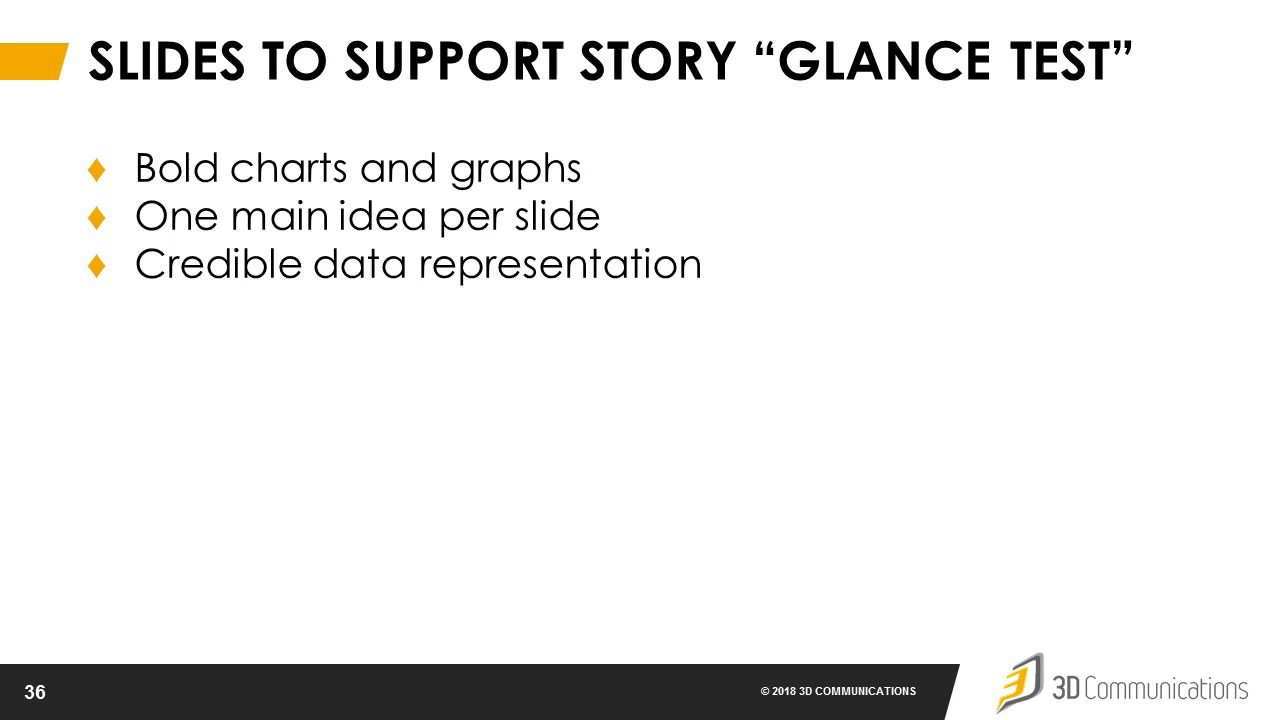 SLIDES TO SUPPORT STORY “GLANCE TEST”
♦ Bold charts and graphs
♦ One main idea per slide
♦ Credible data representation
36
© 2018 3D COMMUNICATIONS
3D Communications